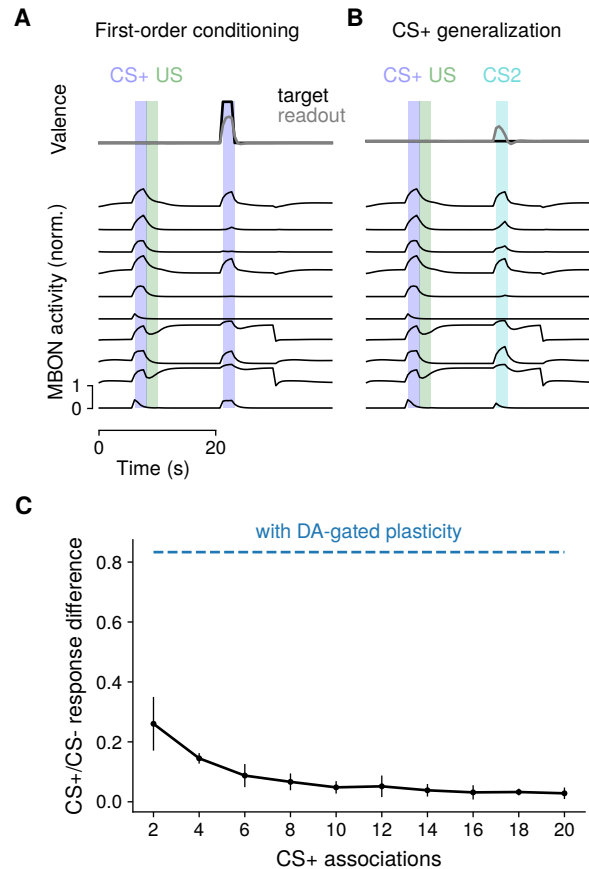 A
First-order conditioning
CS+ US
target
readout
Valence
MBON activity (norm.)
1
0
0
20
Time (s)
B
CS+ generalization
CS+ US
CS2
C
with DA-gated plasticity
CS+/CS- response difference
0.8
0.6
0.4
0.2
0.0
2 4 6 8 10 12 14 16 18 20
CS+ associations